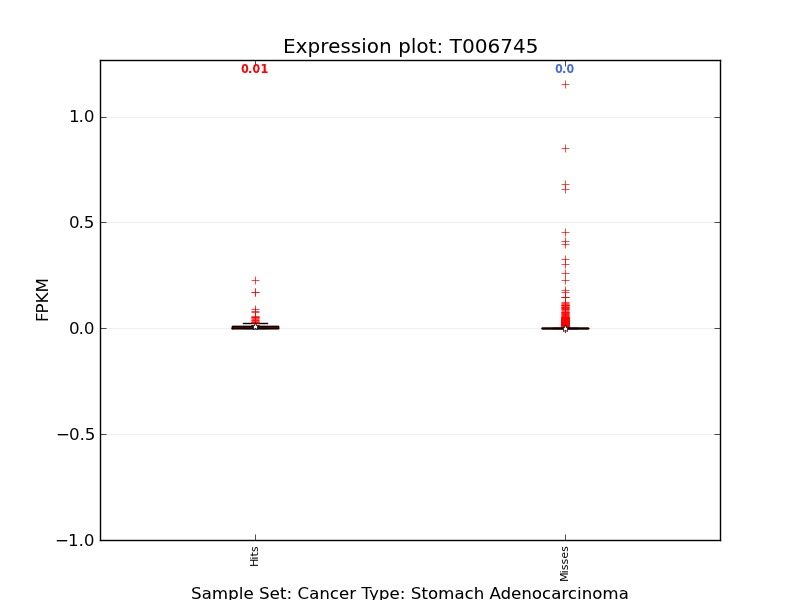 Expression plot: T006745
0.01
0.0
1.0
0.5
0.0
−0.5
−1.0
FPKM
Hits
Misses
Sample Set: Cancer Type: Stomach Adenocarcinoma